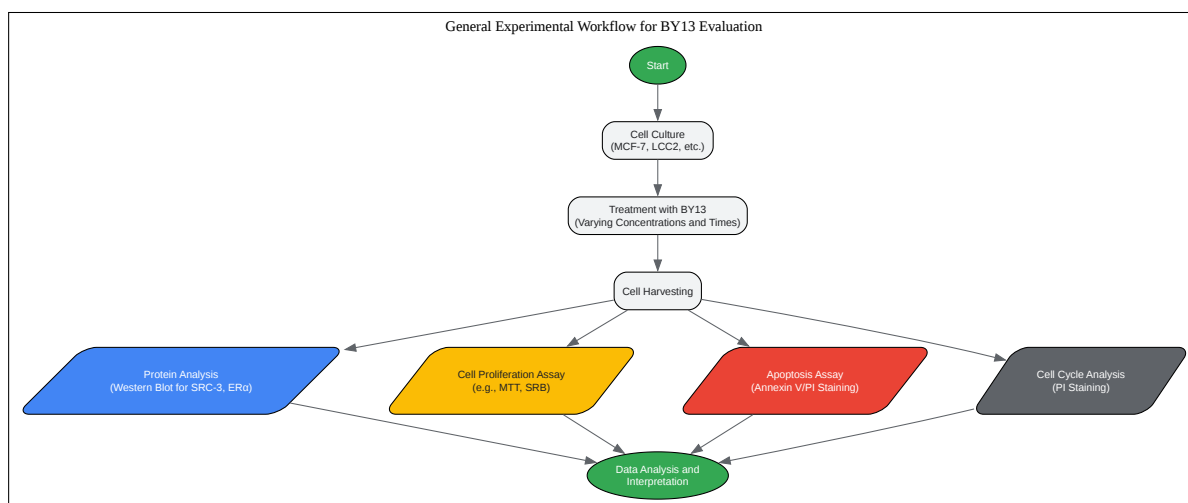 General Experimental Workflow for BY13 Evaluation
Start
Cell Culture
(MCF-7, LCC2, etc.)
Treatment with BY13
(Varying Concentrations and Times)
Cell Harvesting
Protein Analysis
(Western Blot for SRC-3, ERα)
Cell Proliferation Assay
(e.g., MTT, SRB)
Apoptosis Assay
(Annexin V/PI Staining)
Cell Cycle Analysis
(PI Staining)
Data Analysis and
Interpretation